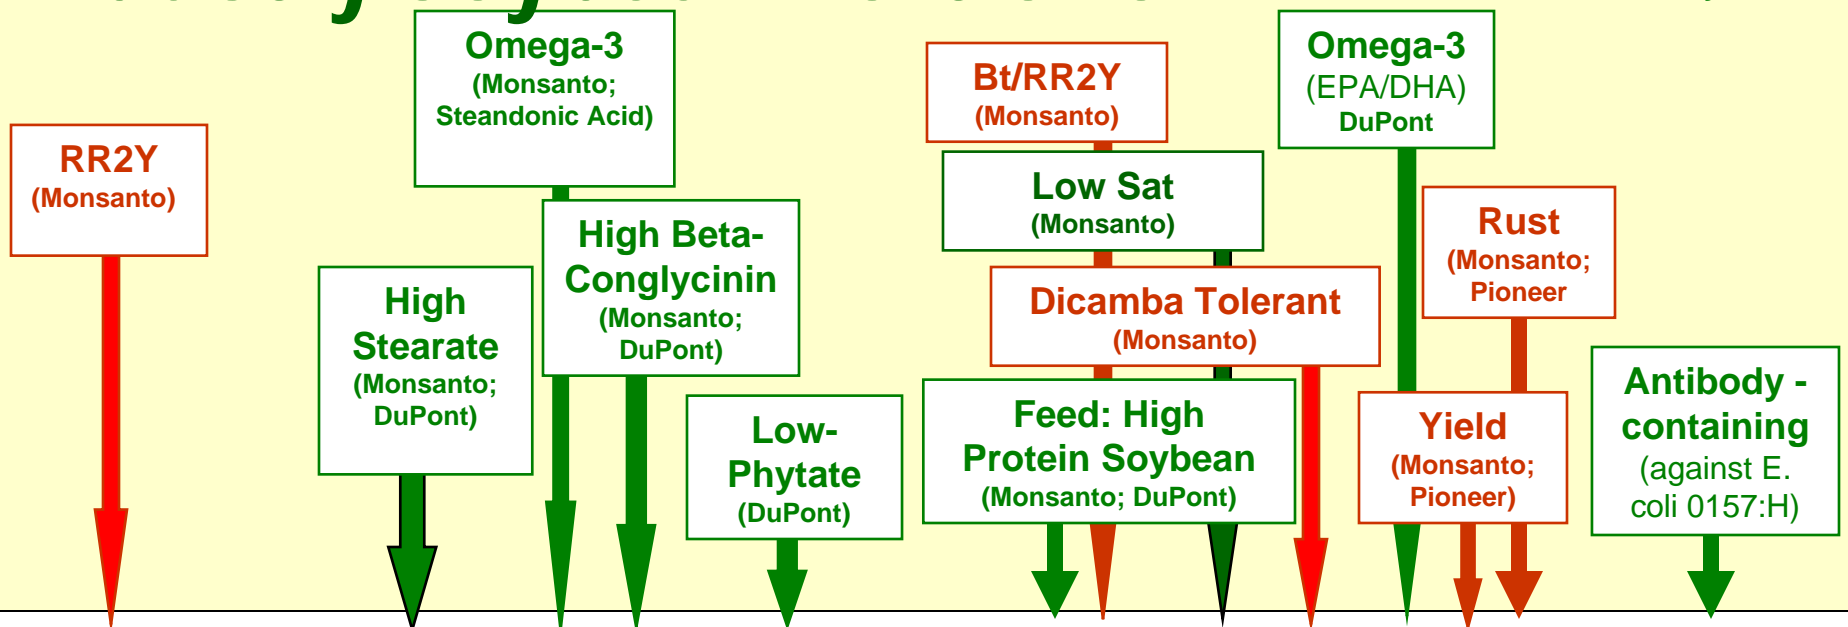 RR2Y
(Monsanto)
Omega-3
(Monsanto;
Steandonic Acid)
High
Stearate
(Monsanto;
DuPont)
High Beta-
Conglycinin
(Monsanto;
DuPont)
Low-
Phytate
(DuPont)
Bt/RR2Y
(Monsanto)
Low Sat
(Monsanto)
Dicamba Tolerant
(Monsanto)
Feed: High
Protein Soybean
(Monsanto; DuPont)
Omega-3
(EPA/DHA)
DuPont
Rust
(Monsanto;
Pioneer
Yield
(Monsanto;
Pioneer)
Antibody -
containing
(against E.
coli 0157:H)